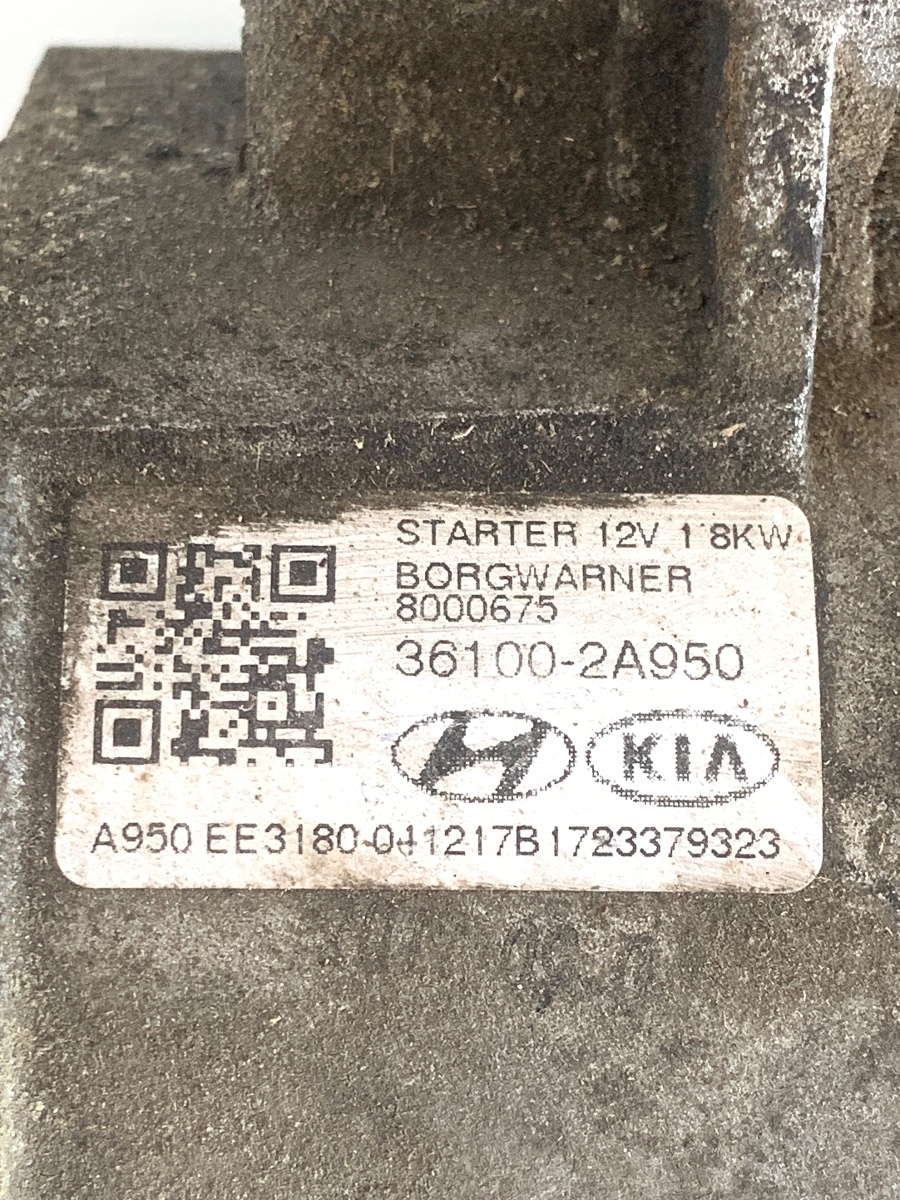 STARTER 12V 1.8KW
BORGWARNER
8000675
36100-2A950
KIA
A950 EE3180-041217B1723379323